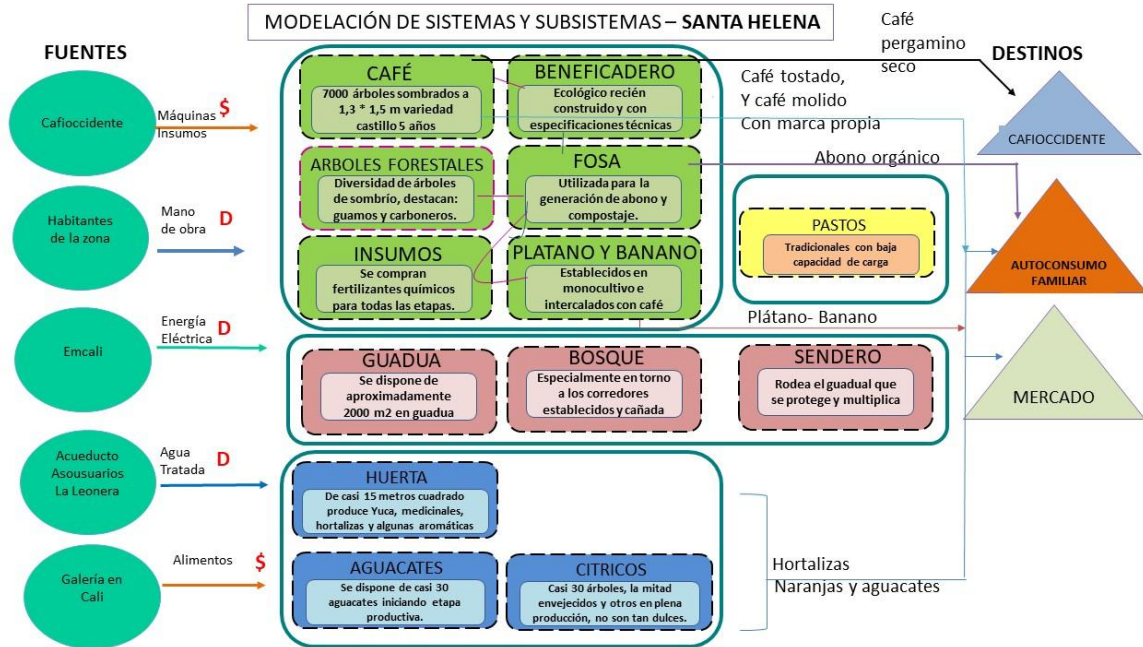 MODELACIÓN DE SISTEMAS Y SUBSISTEMAS – SANTA HELENA
FUENTES
Cafioccidente
Máquinas
Insumos
$
Habitantes
de la zona
Mano
de obra
D
Emcali
Energía
Eléctrica
D
Acueducto
Asousuarios
La Leonera
Agua
Tratada
D
Galería en
Cali
Alimentos
$
CAFÉ
7000 árboles sombrados a
1,3 * 1,5 m variedad
castillo 5 años
BENEFICADERO
Ecológico recién
construido y con
especificaciones técnicas
ARBOLES FORESTALES
Diversidad de árboles
de sombrío, destacan:
guamos y carboneros.
FOSA
Utilizada para la
generación de abono
y compostaje.
INSUMOS
Se compran
fertilizantes químicos
para todas las etapas.
PLATANO Y BANANO
Establecidos en
monocultivo e
intercalados con café
PASTOS
Tradicionales con baja
capacidad de carga
GUADUA
Se dispone de
aproximadamente
2000 m2 en guadua
BOSQUE
Especialmente en torno
a los corredores
establecidos y cañada
SENDERO
Rodea el guadual que
se protege y multiplica
HUERTA
De casi 15 metros cuadrado
produce Yuca, medicinales,
hortalizas y algunas aromáticas
AGUACATES
Se dispone de casi 30
aguacates iniciando etapa
productiva.
CITRICOS
Casi 30 árboles, la mitad
envejecidos y otros en plena
producción, no son tan dulces.
Café
pergamino
seco
Café tostado,
Y café molido
Con marca propia
Abono orgánico
Plátano- Banano
Hortalizas
Naranjas y aguacates
DESTINOS
CAFIOCCIDENTE
AUTOCONSUMO
FAMILIAR
MERCADO